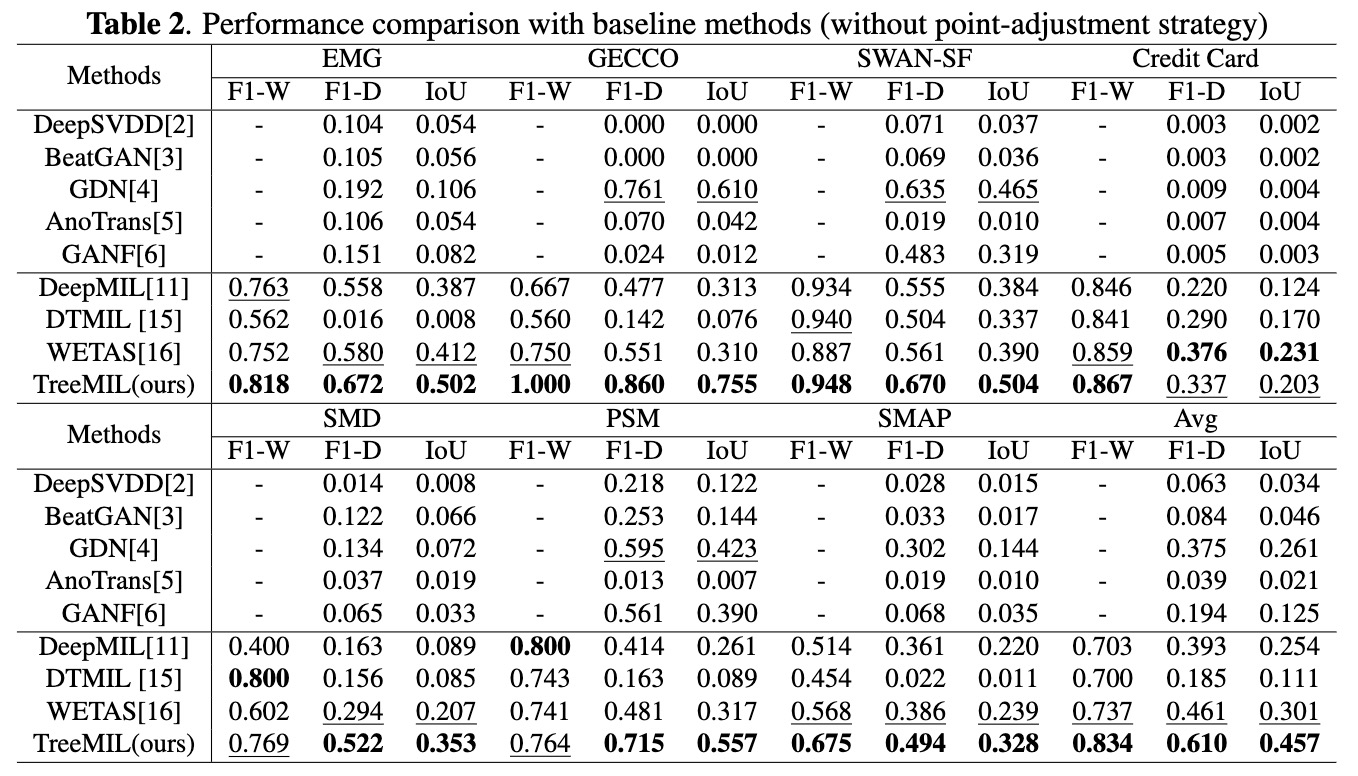 Table 2. Performance comparison with baseline methods (without point-adjustment strategy)
Methods EMG GECCO SWAN-SF Credit Card
F1-W F1-D IoU F1-W F1-D IoU F1-W F1-D IoU F1-W F1-D IoU
DeepSVDD[2] - 0.104 0.054 - 0.000 0.000 - 0.071 0.037 - 0.003 0.002
BeatGAN[3] - 0.105 0.056 - 0.000 0.000 - 0.069 0.036 - 0.003 0.002
GDN[4] - 0.192 0.106 - 0.761 0.610 - 0.635 0.465 - 0.009 0.004
AnoTrans[5] - 0.106 0.054 - 0.070 0.042 - 0.019 0.010 - 0.007 0.004
GANF[6] - 0.151 0.082 - 0.024 0.012 - 0.483 0.319 - 0.005 0.003
DeepMIL[11] 0.763 0.558 0.387 0.667 0.477 0.313 0.934 0.555 0.384 0.846 0.220 0.124
DTMIL [15] 0.562 0.016 0.008 0.560 0.142 0.076 0.940 0.504 0.337 0.841 0.290 0.170
WETAS[16] 0.752 0.580 0.412 0.750 0.551 0.310 0.887 0.561 0.390 0.859 0.376 0.231
TreeMIL(ours) 0.818 0.672 0.502 1.000 0.860 0.755 0.948 0.670 0.504 0.867 0.337 0.203
Methods SMD PSM SMAP Avg
F1-W F1-D IoU F1-W F1-D IoU F1-W F1-D IoU F1-W F1-D IoU
DeepSVDD[2] - 0.014 0.008 - 0.218 0.122 - 0.028 0.015 - 0.063 0.034
BeatGAN[3] - 0.122 0.066 - 0.253 0.144 - 0.033 0.017 - 0.084 0.046
GDN[4] - 0.134 0.072 - 0.595 0.423 - 0.302 0.144 - 0.375 0.261
AnoTrans[5] - 0.037 0.019 - 0.013 0.007 - 0.019 0.010 - 0.039 0.021
GANF[6] - 0.065 0.033 - 0.561 0.390 - 0.068 0.035 - 0.194 0.125
DeepMIL[11] 0.400 0.163 0.089 0.800 0.414 0.261 0.514 0.361 0.220 0.703 0.393 0.254
DTMIL [15] 0.800 0.156 0.085 0.743 0.163 0.089 0.454 0.022 0.011 0.700 0.185 0.111
WETAS[16] 0.602 0.294 0.207 0.741 0.481 0.317 0.568 0.386 0.239 0.737 0.461 0.301
TreeMIL(ours) 0.769 0.522 0.353 0.764 0.715 0.557 0.675 0.494 0.328 0.834 0.610 0.457